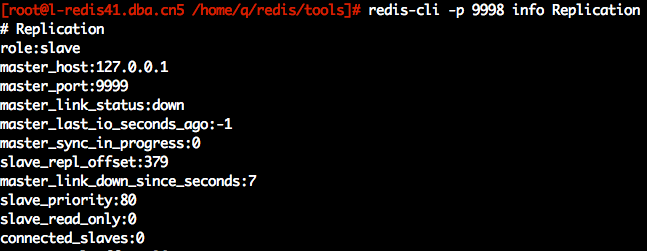 [root@l-redis41.dba.cn5 /home/q/redis/tools]# redis-cli -p 9998 info Replication
# Replication
role:slave
master_host:127.0.0.1
master_port:9999
master_link_status:down
master_last_io_seconds_ago:-1
master_sync_in_progress:0
slave_repl_offset:379
master_link_down_since_seconds:7
slave_priority:80
slave_read_only:0
connected_slaves:0